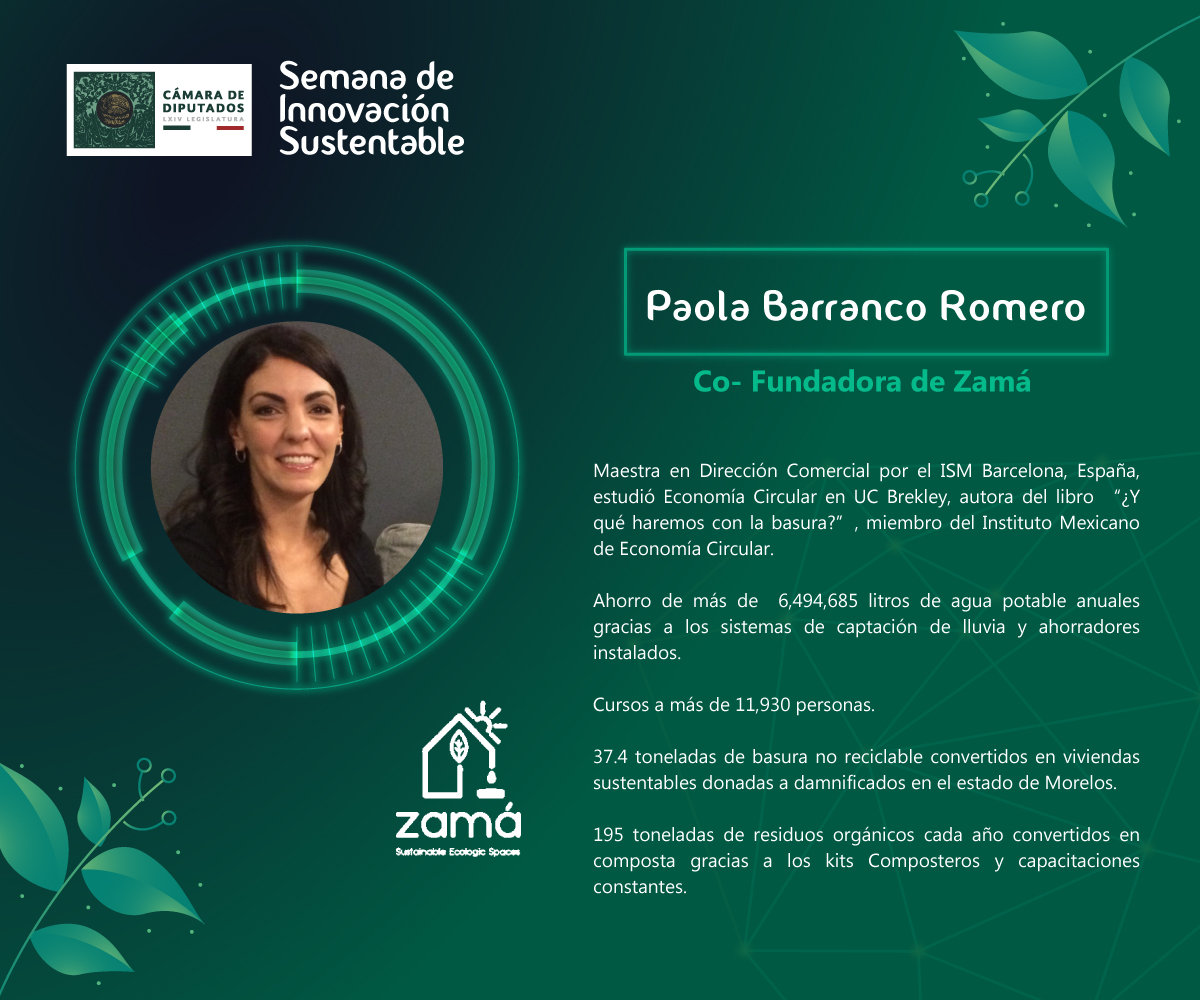 CÁMARA DE
DIPUTADOS
LXIV LEGISLATURA
Semana de
Innovación
Sustentable
Paola Barranco Romero
Co- Fundadora de Zamá
Maestra en Dirección Comercial por el ISM Barcelona, España,
estudió Economía Circular en UC Brekley, autora del libro “¿Y
qué haremos con la basura?” , miembro del Instituto Mexicano
de Economía Circular.
Ahorro de más de 6,494,685 litros de agua potable anuales
gracias a los sistemas de captación de lluvia y ahorradores
instalados.
Cursos a más de 11,930 personas.
37.4 toneladas de basura no reciclable convertidos en viviendas
sustentables donadas a damnificados en el estado de Morelos.
195 toneladas de residuos orgánicos cada año convertidos en
composta gracias a los kits Composteros y capacitaciones
constantes.
zamá
Sustainable Ecologic Spaces